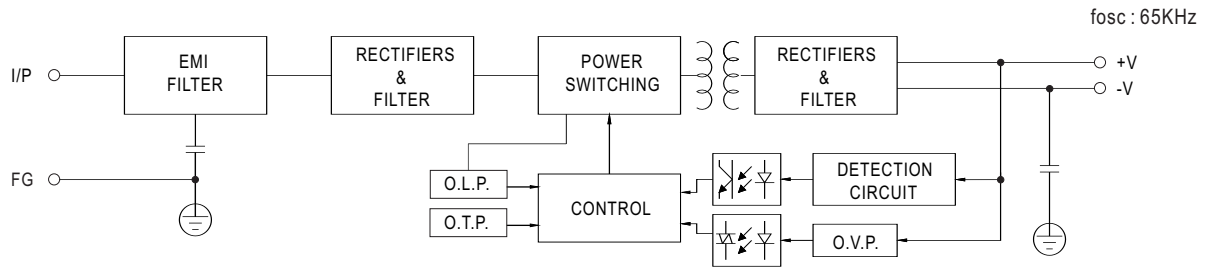 fosc : 65KHz
I/P
EMI
FILTER
RECTIFIERS
&
FILTER
POWER
SWITCHING
RECTIFIERS
&
FILTER
+V
-V
FG
O.L.P.
O.T.P.
CONTROL
DETECTION
CIRCUIT
O.V.P.